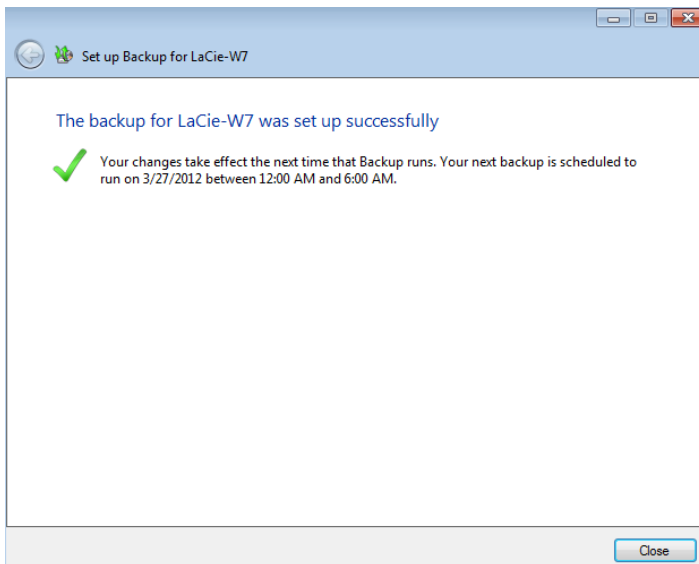 Set up Backup for LaCie-W7
The backup for LaCie-W7 was set up successfully
Your changes take effect the next time that Backup runs. Your next backup is scheduled to
run on 3/27/2012 between 12:00 AM and 6:00 AM.
Close